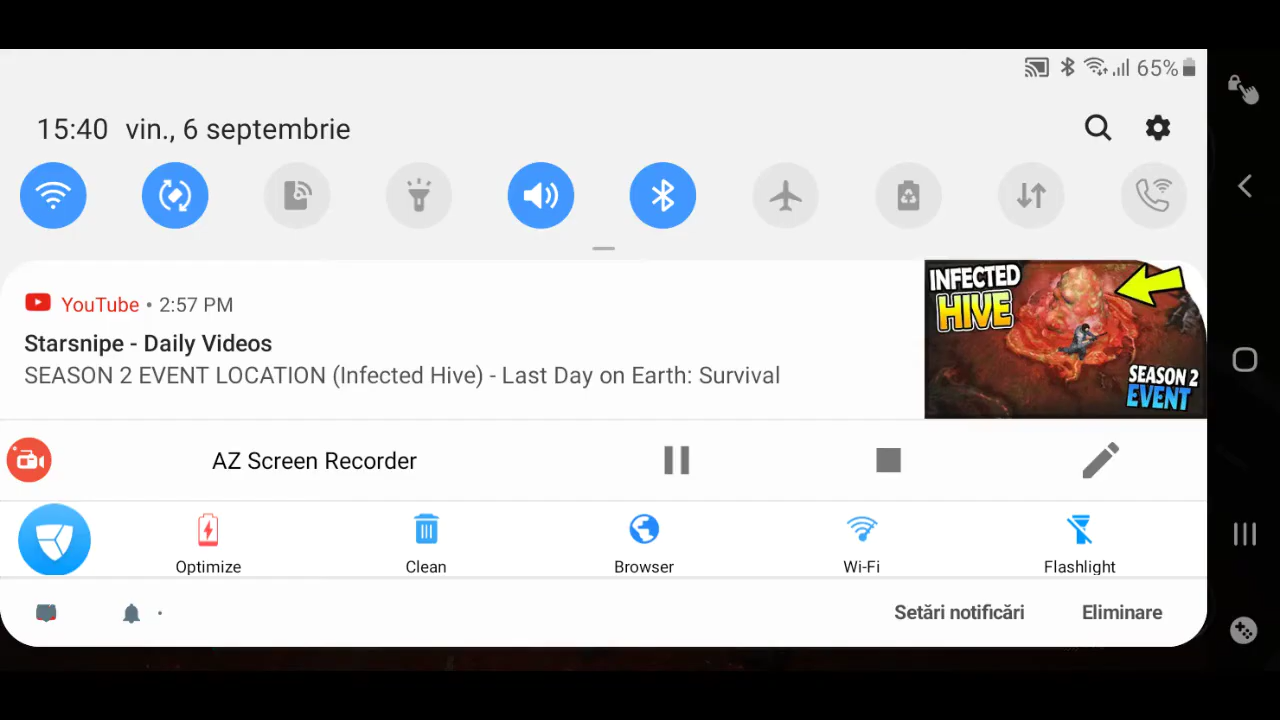 65%
15:40 vin., 6 septembrie
YouTube • 2:57 PM
Starsnipe - Daily Videos
SEASON 2 EVENT LOCATION (Infected Hive) - Last Day on Earth: Survival
INFECTED
HIVE
SEASON 2
EVENT
AZ Screen Recorder
Optimize
Clean
Browser
Wi-Fi
Flashlight
Setări notificări
Eliminare